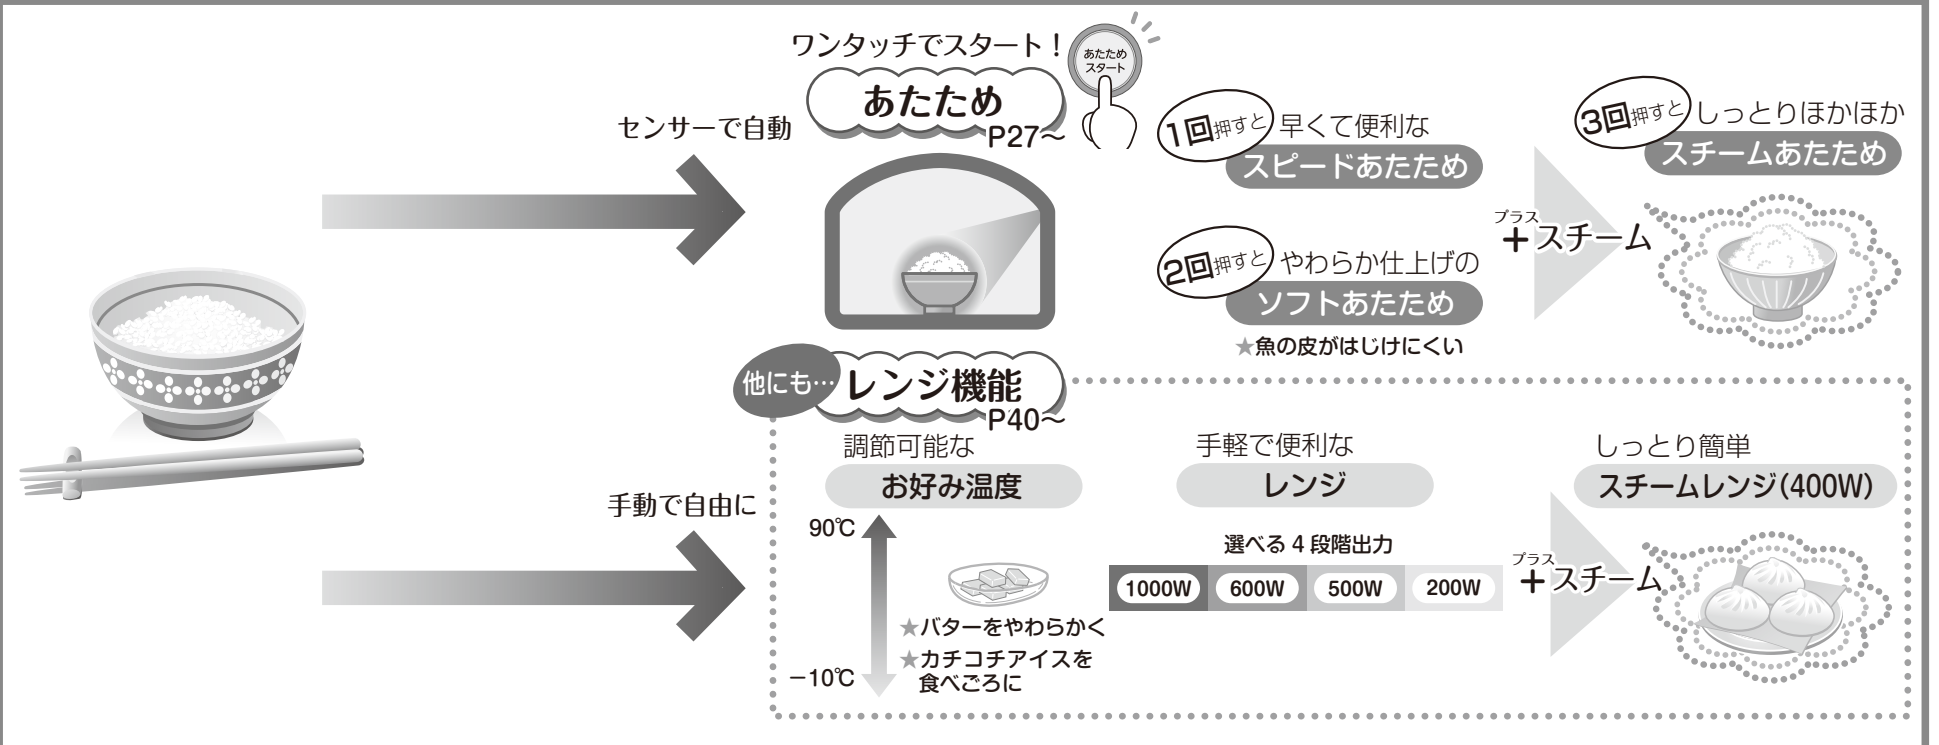 ワンタッチでスタート！
あたため
スタート
あたため
P27～
センサーで自動
1回押すと
早くて便利な
スピードあたため
2回押すと
やわらか仕上げの
ソフトあたため
★魚の皮がはじけにくい
プラス
＋スチーム
3回押すと
しっとりほかほか
スチームあたため
手動で自由に
他にも…
レンジ機能
P40～
調節可能な
お好み温度
90℃
－10℃
★バターをやわらかく
★カチコチアイスを
食べごろに
手軽で便利な
レンジ
選べる４段階出力
1000W 600W 500W 200W
プラス
＋スチーム
しっとり簡単
スチームレンジ(400W)